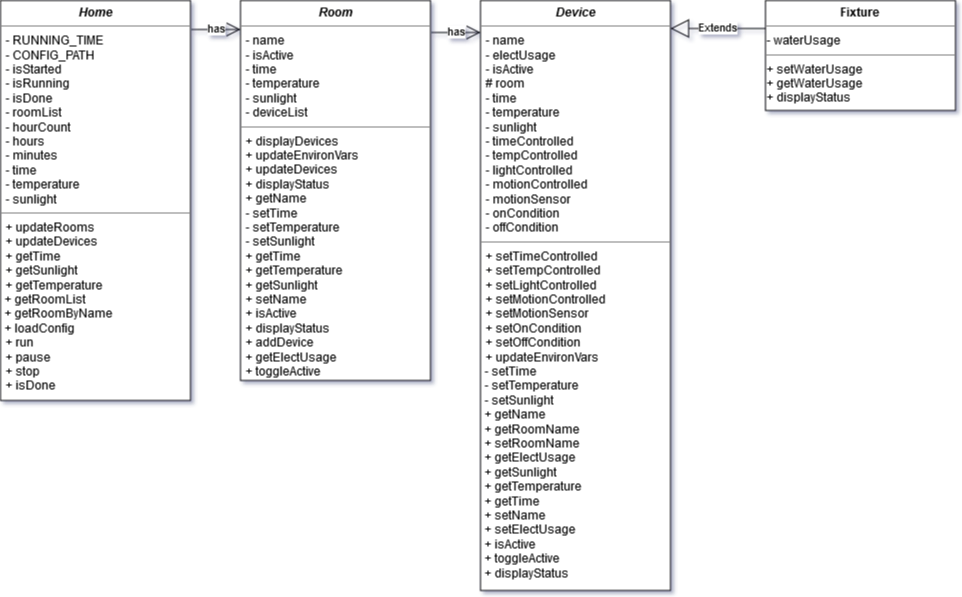 Home
- RUNNING_TIME
- CONFIG_PATH
- isStarted
- isRunning
- isDone
- roomList
- hourCount
- hours
- minutes
- time
- temperature
- sunlight
+ updateRooms
+ updateDevices
+ getTime
+ getSunlight
+ getTemperature
+ getRoomList
+ getRoomByName
+ loadConfig
+ run
+ pause
+ stop
+ isDone
has
Room
- name
- isActive
- time
- temperature
- sunlight
- deviceList
+ displayDevices
+ updateEnvironVars
+ updateDevices
+ displayStatus
+ getName
- setTime
- setTemperature
- setSunlight
+ getTime
+ getTemperature
+ getSunlight
+ setName
+ isActive
+ displayStatus
+ addDevice
+ getElectUsage
+ toggleActive
has
Device
- name
- electUsage
- isActive
# room
- time
- temperature
- sunlight
- timeControlled
- tempControlled
- lightControlled
- motionControlled
- motionSensor
- onCondition
- offCondition
+ setTimeControlled
+ setTempControlled
+ setLightControlled
+ setMotionControlled
+ setMotionSensor
+ setOnCondition
+ setOffCondition
+ updateEnvironVars
- setTime
- setTemperature
- setSunlight
+ getName
+ getRoomName
+ setRoomName
+ getElectUsage
+ getSunlight
+ getTemperature
+ getTime
+ setName
+ setElectUsage
+ isActive
+ toggleActive
+ displayStatus
Extends
Fixture
- waterUsage
+ setWaterUsage
+ getWaterUsage
+ displayStatus